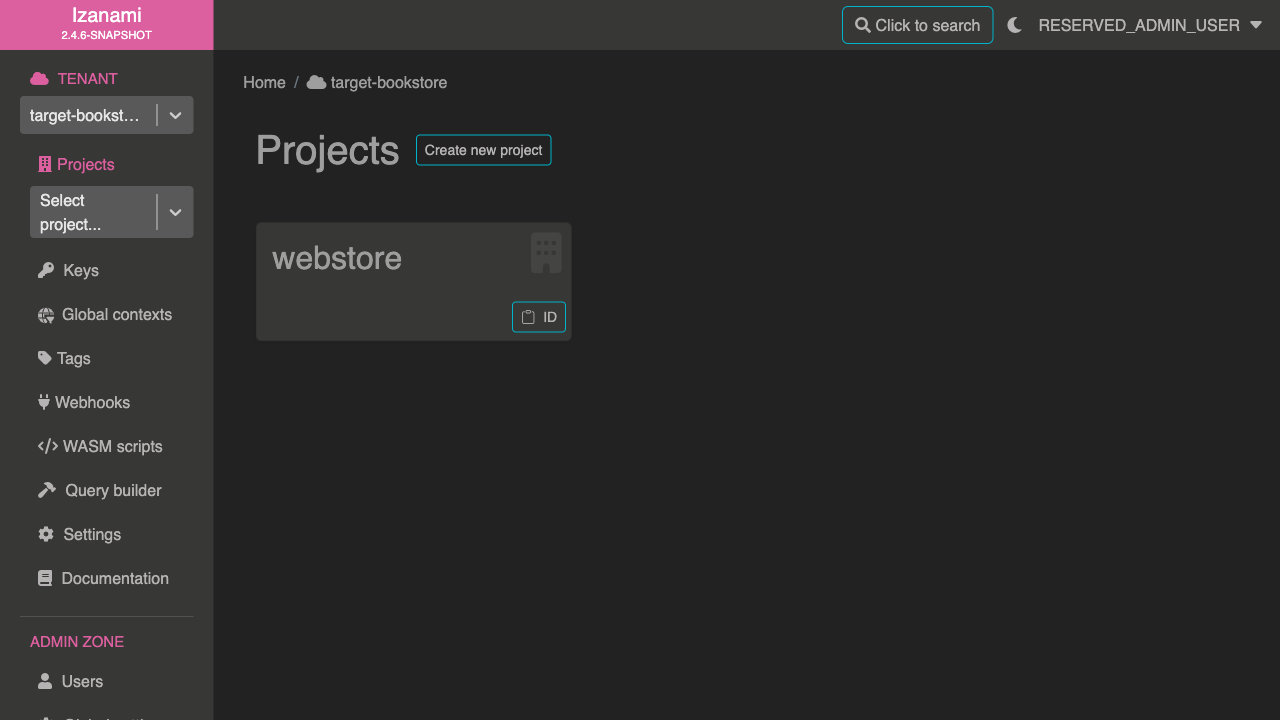 Izanami
2.4.6-SNAPSHOT
Click to search
RESERVED_ADMIN_USER
TENANT
target-bookst...
Projects
Select
project...
Keys
Global contexts
Tags
Webhooks
WASM scripts
Query builder
Settings
Documentation
ADMIN ZONE
Users
Home / target-bookstore
Projects
Create new project
webstore
ID